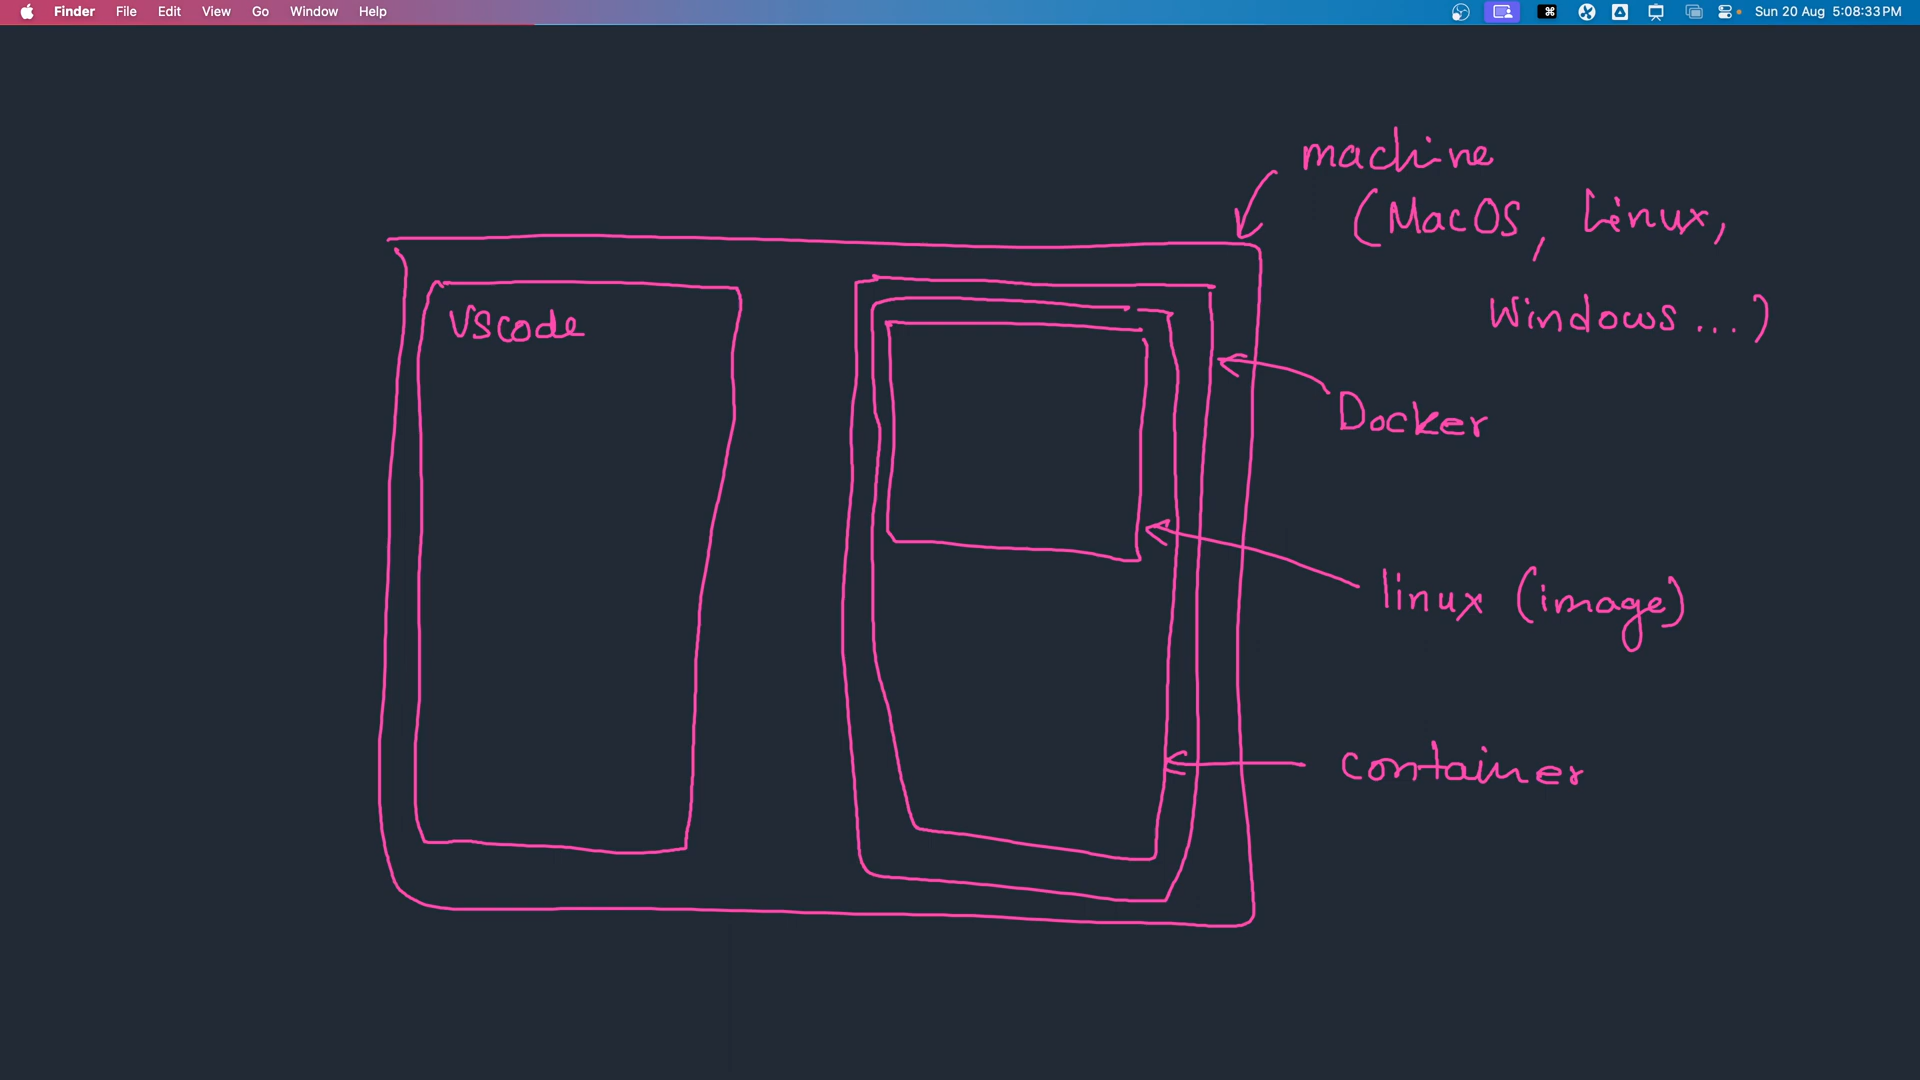 Finder File Edit View Go Window Help Sun 20 Aug 5:08:33 PM
machine
(MacOS, Linux,
Windows...)
Vscode
Docker
linux (image)
container